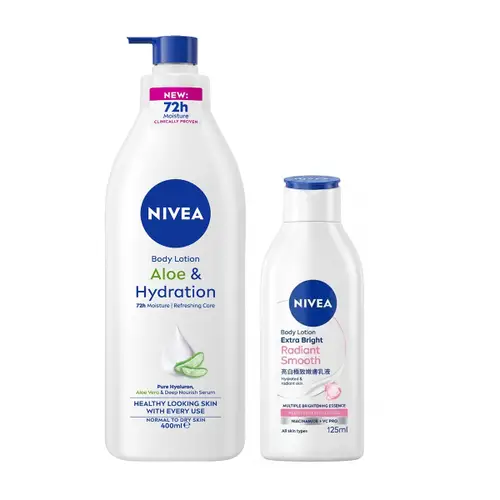 NEW:
72h
Moisture
CLINICALLY PROVEN
NIVEA
Body Lotion
Aloe &
Hydration
72h Moisture | Refreshing Care
Pure Hyaluron,
Aloe Vera & Deep Nourish Serum
HEALTHY LOOKING SKIN
WITH EVERY USE
NORMAL TO DRY SKIN
400ml ℮
NIVEA
Body Lotion
Extra Bright
Radiant
Smooth
亮白極致嫩膚乳液
Hydrated &
radiant skin
MULTIPLE BRIGHTENING ESSENCE
NIACINAMIDE + VC PRO
All skin types
125ml